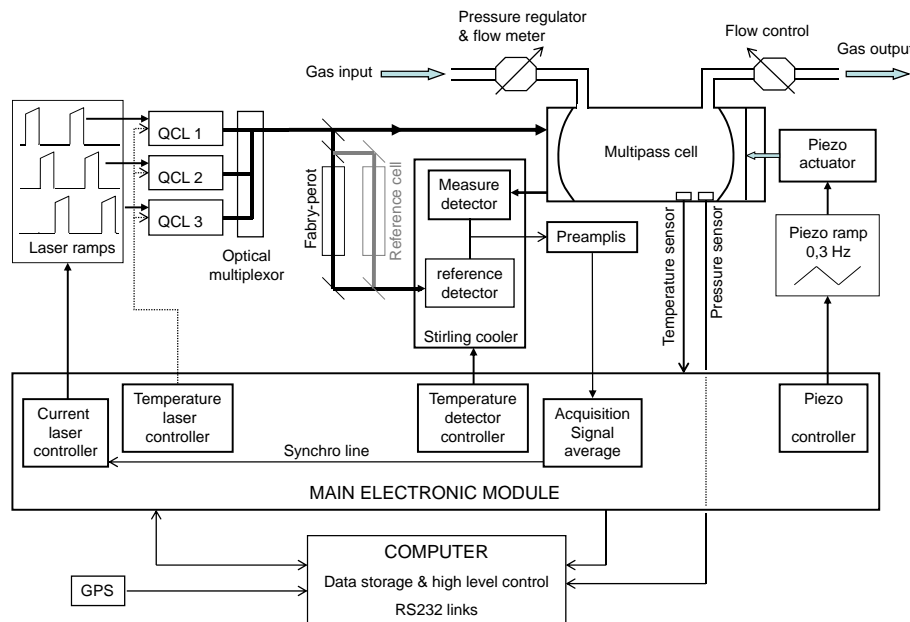 Pressure regulator
& flow meter
Flow control
Gas input
Gas output
QCL 1
QCL 2
QCL 3
Laser ramps
Optical
multiplexor
Fabry-perot
Reference cell
Measure
detector
reference
detector
Stirling cooler
Preamplis
Multipass cell
Temperature sensor
Pressure sensor
Piezo
actuator
Piezo ramp
0,3 Hz
Current
laser
controller
Temperature
laser
controller
Temperature
detector
controller
Acquisition
Signal
average
Piezo
controller
Synchro line
MAIN ELECTRONIC MODULE
COMPUTER
Data storage & high level control
RS232 links
GPS